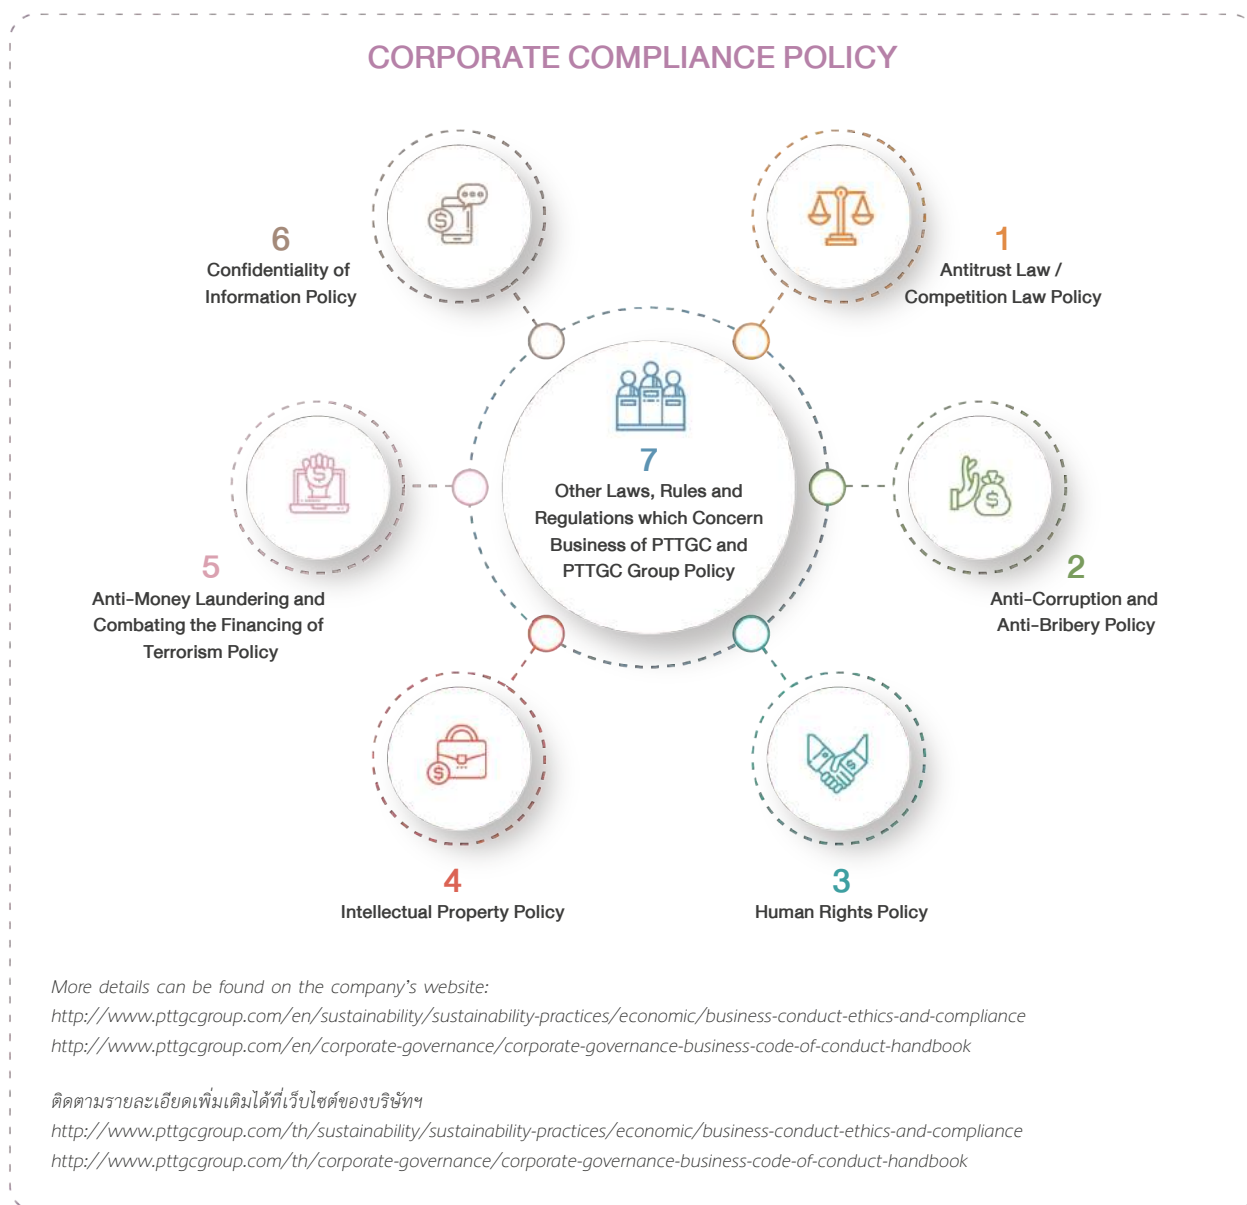 CORPORATE COMPLIANCE POLICY
1
Antitrust Law /
Competition Law Policy
2
Anti-Corruption and
Anti-Bribery Policy
3
Human Rights Policy
4
Intellectual Property Policy
5
Anti-Money Laundering and
Combating the Financing of
Terrorism Policy
6
Confidentiality of
Information Policy
7
Other Laws, Rules and
Regulations which Concern
Business of PTTGC and
PTTGC Group Policy
More details can be found on the company's website:
http://www.pttgcgroup.com/en/sustainability/sustainability-practices/economic/business-conduct-ethics-and-compliance
http://www.pttgcgroup.com/en/corporate-governance/corporate-governance-business-code-of-conduct-handbook
ติดตามรายละเอียดเพิ่มเติมได้ที่เว็บไซต์ของบริษัทฯ
http://www.pttgcgroup.com/th/sustainability/sustainability-practices/economic/business-conduct-ethics-and-compliance
http://www.pttgcgroup.com/th/corporate-governance/corporate-governance-business-code-of-conduct-handbook